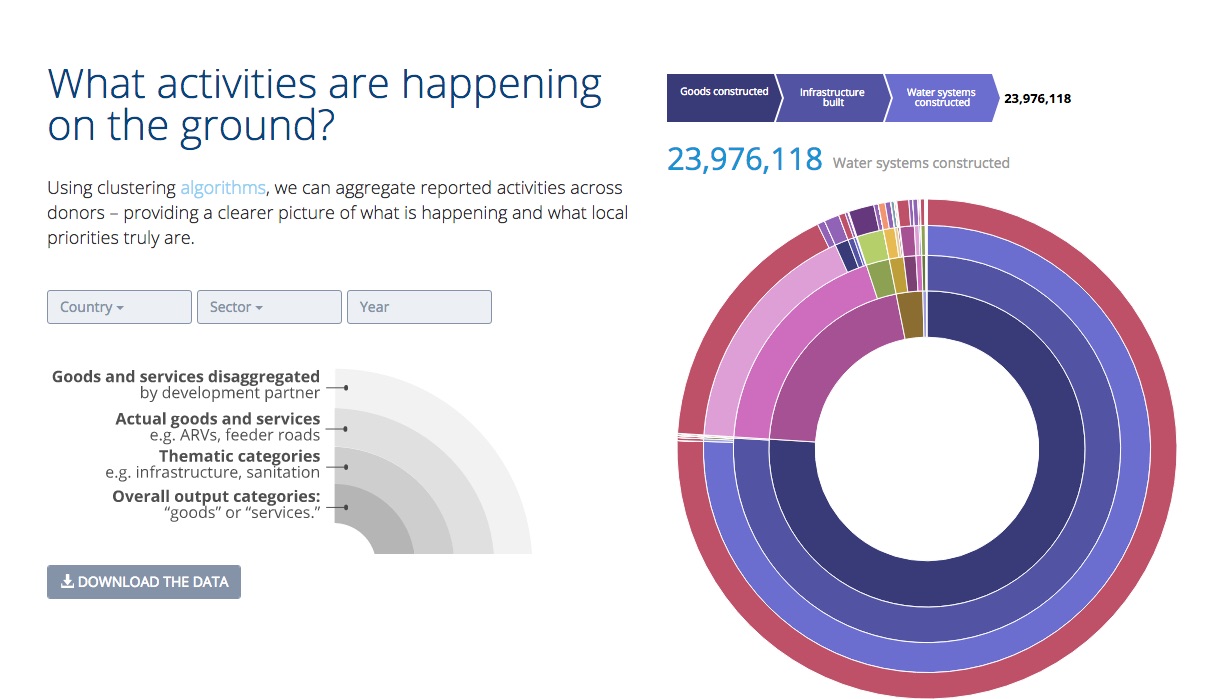 What activities are happening
on the ground?
Using clustering algorithms, we can aggregate reported activities across
donors – providing a clearer picture of what is happening and what local
priorities truly are.
Country
Sector
Year
Goods and services disaggregated
by development partner
Actual goods and services
e.g. ARVs, feeder roads
Thematic categories
e.g. infrastructure, sanitation
Overall output categories:
“goods” or “services.”
DOWNLOAD THE DATA
Goods constructed
Infrastructure
built
Water systems
constructed
23,976,118
23,976,118 Water systems constructed